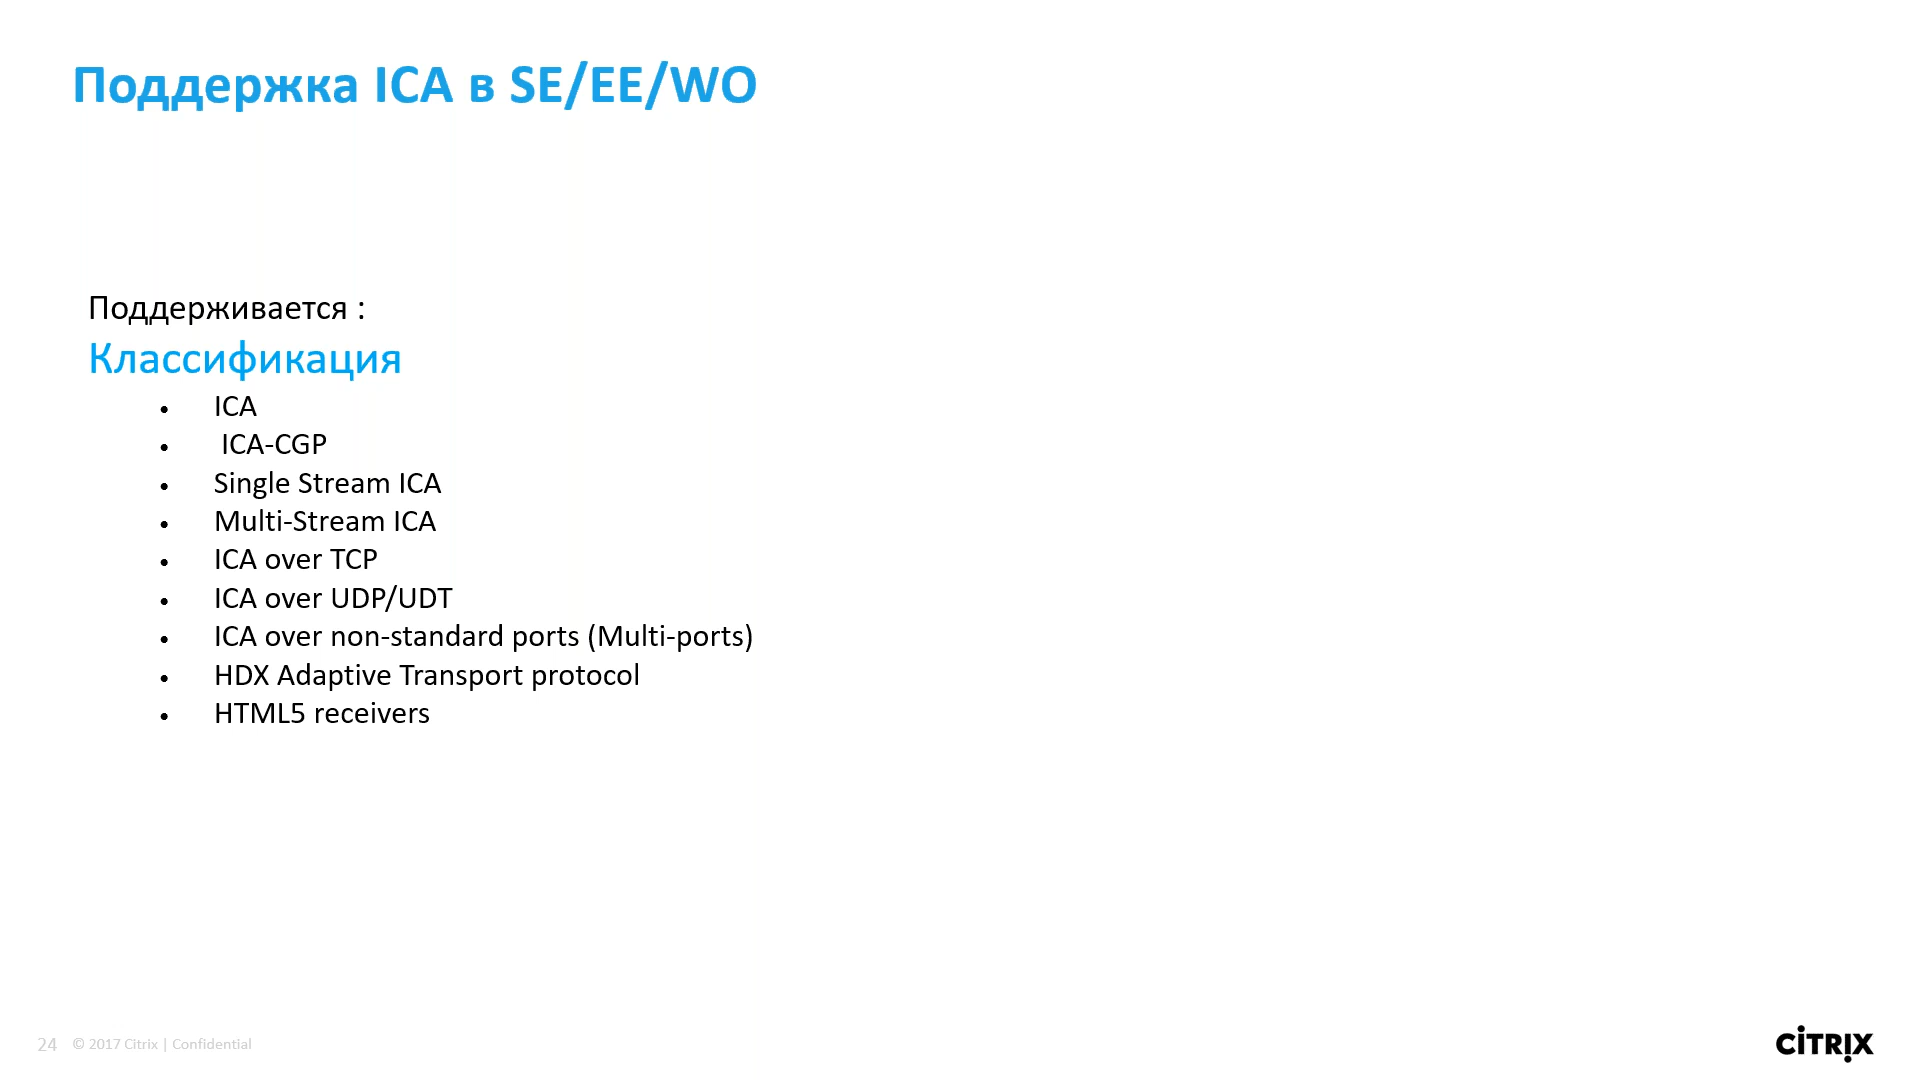 Поддержка ICA в SE/EE/WO
Поддерживается :
Классификация
• ICA
• ICA-CGP
• Single Stream ICA
• Multi-Stream ICA
• ICA over TCP
• ICA over UDP/UDT
• ICA over non-standard ports (Multi-ports)
• HDX Adaptive Transport protocol
• HTML5 receivers
24 © 2017 Citrix | Confidential
CİTRIX